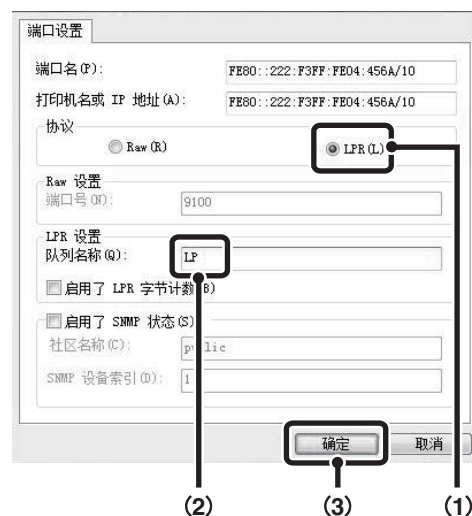 端口设置
端口名(P): FE80::222:F3FF:FE04:456A/10
打印机名或 IP 地址(A): FE80::222:F3FF:FE04:456A/10
协议
Raw(R) LPR(L)
Raw 设置
端口号(N): 9100
LPR 设置
队列名称(Q): LP
启用了 LPR 字节计数(B)
启用了 SNMP 状态(S)
社区名称(C): public
SNMP 设备索引(D): 1
确定 取消
(2) (3) (1)